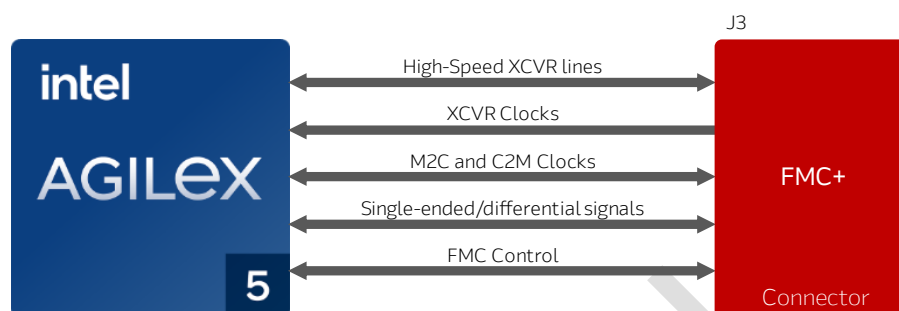 J3
intel
AGILEX
5
High-Speed XCVR lines
XCVR Clocks
M2C and C2M Clocks
Single-ended/differential signals
FMC Control
FMC+
Connector